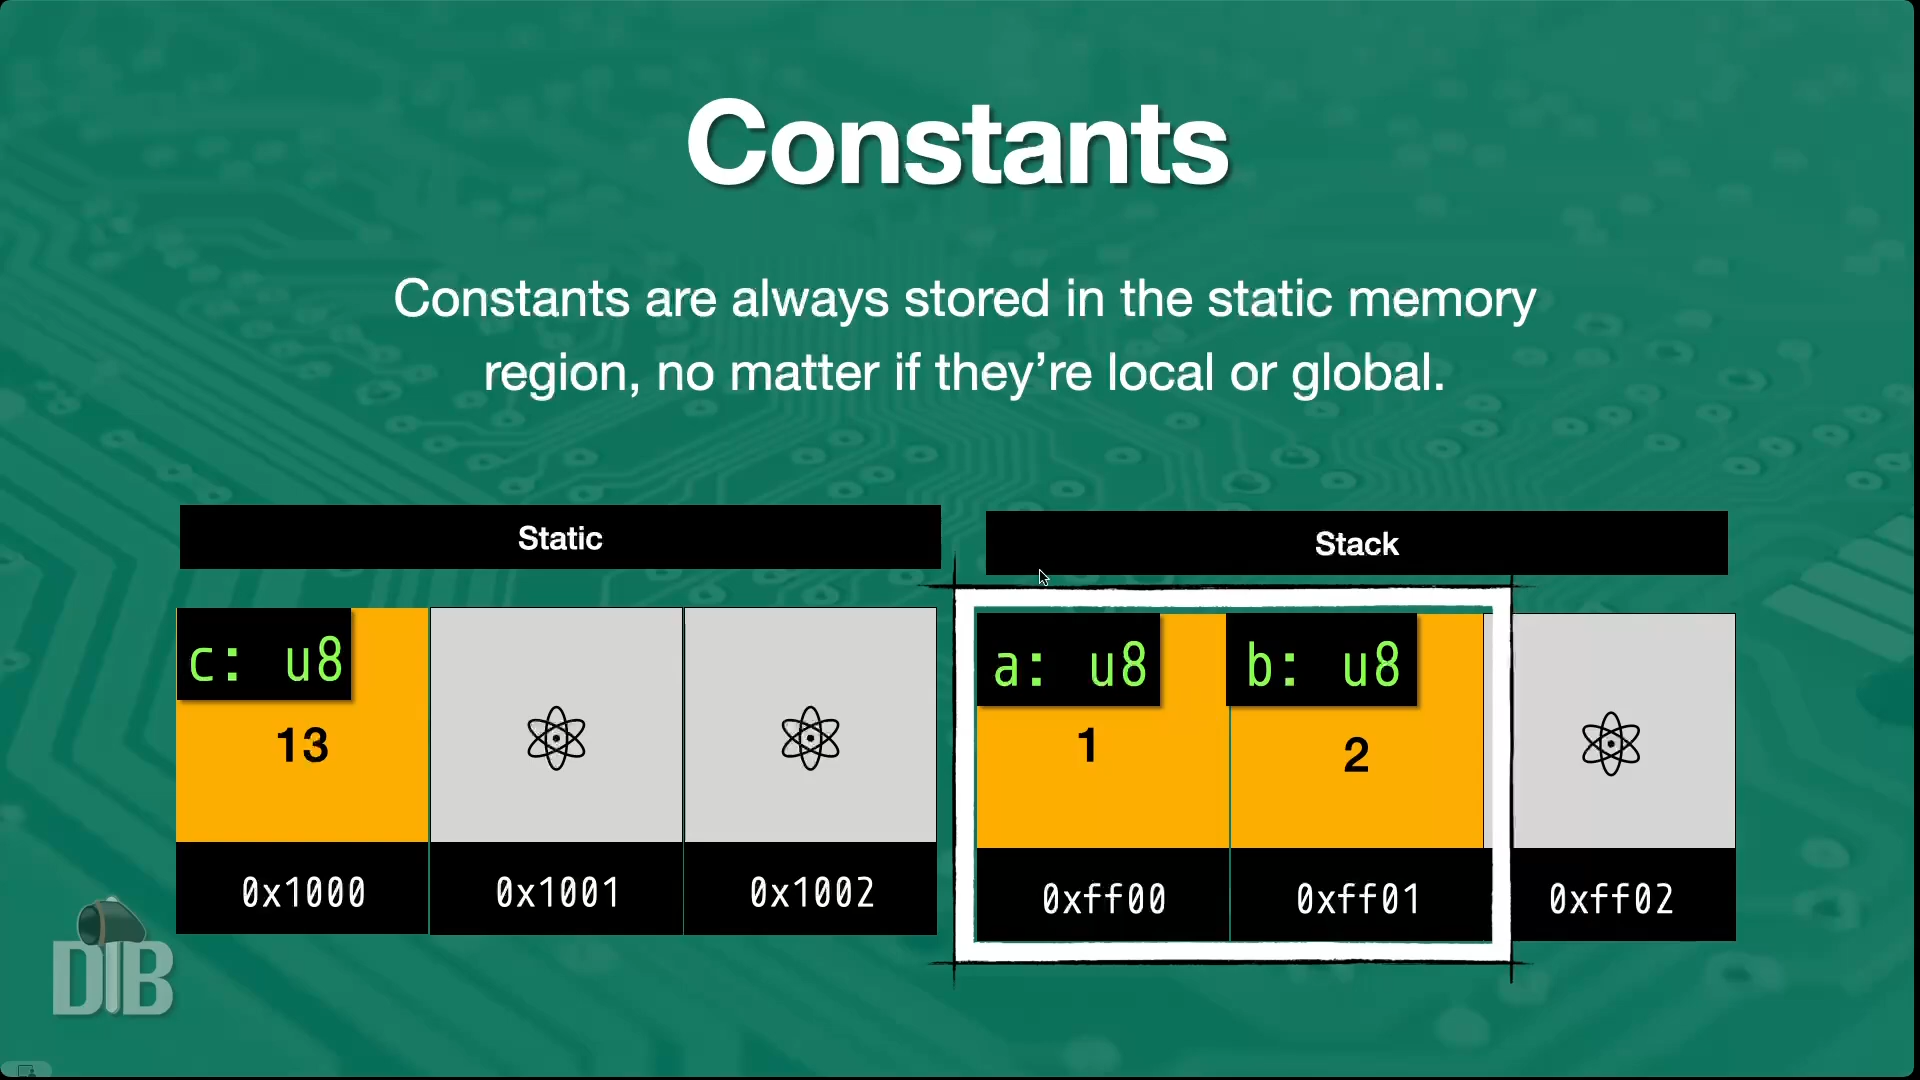 Constants
Constants are always stored in the static memory
region, no matter if they’re local or global.
Static
Stack
c: u8
13
a: u8
1
b: u8
2
0x1000
0x1001
0x1002
0xff00
0xff01
0xff02
DIB